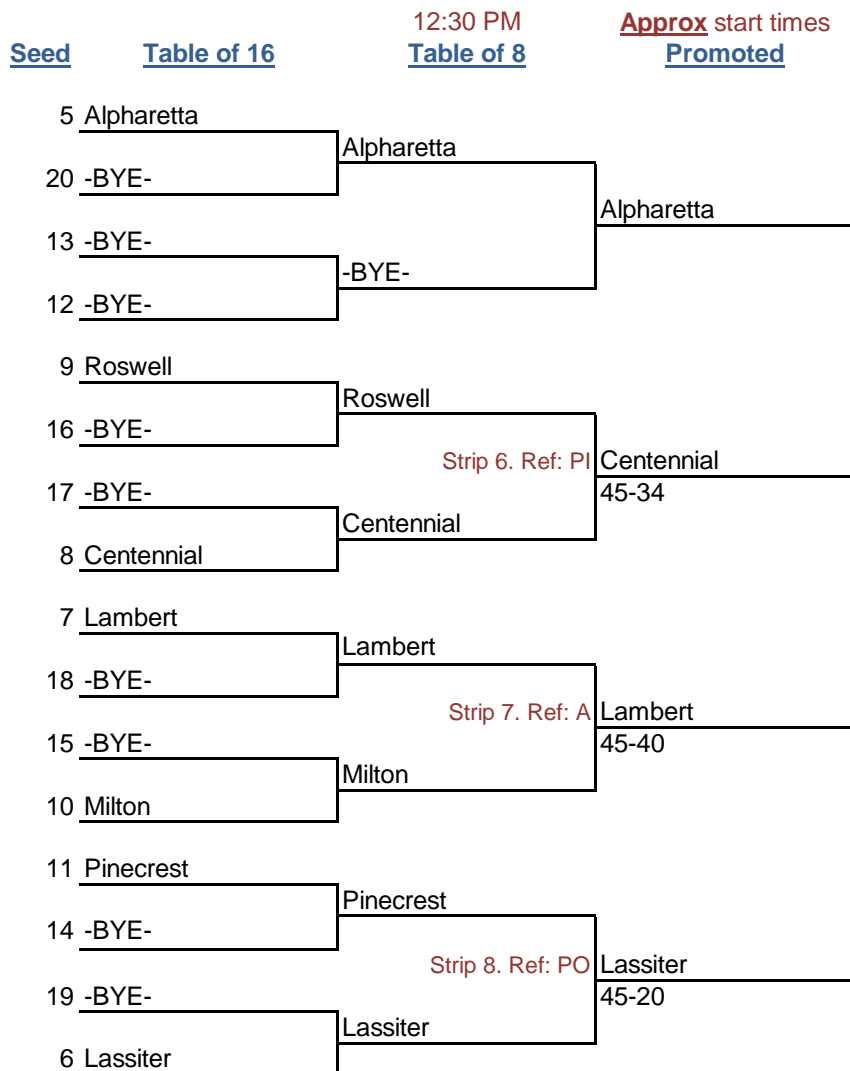 12:30 PM Approx start times
Seed Table of 16 Table of 8 Promoted
5 Alpharetta
Alpharetta
20 -BYE-
Alpharetta
13 -BYE-
-BYE-
12 -BYE-
9 Roswell
Roswell
16 -BYE-
Strip 6. Ref: PI Centennial
17 -BYE- 45-34
Centennial
8 Centennial
7 Lambert
Lambert
18 -BYE-
Strip 7. Ref: A Lambert
15 -BYE- 45-40
Milton
10 Milton
11 Pinecrest
Pinecrest
14 -BYE-
Strip 8. Ref: PO Lassiter
19 -BYE- 45-20
Lassiter
6 Lassiter